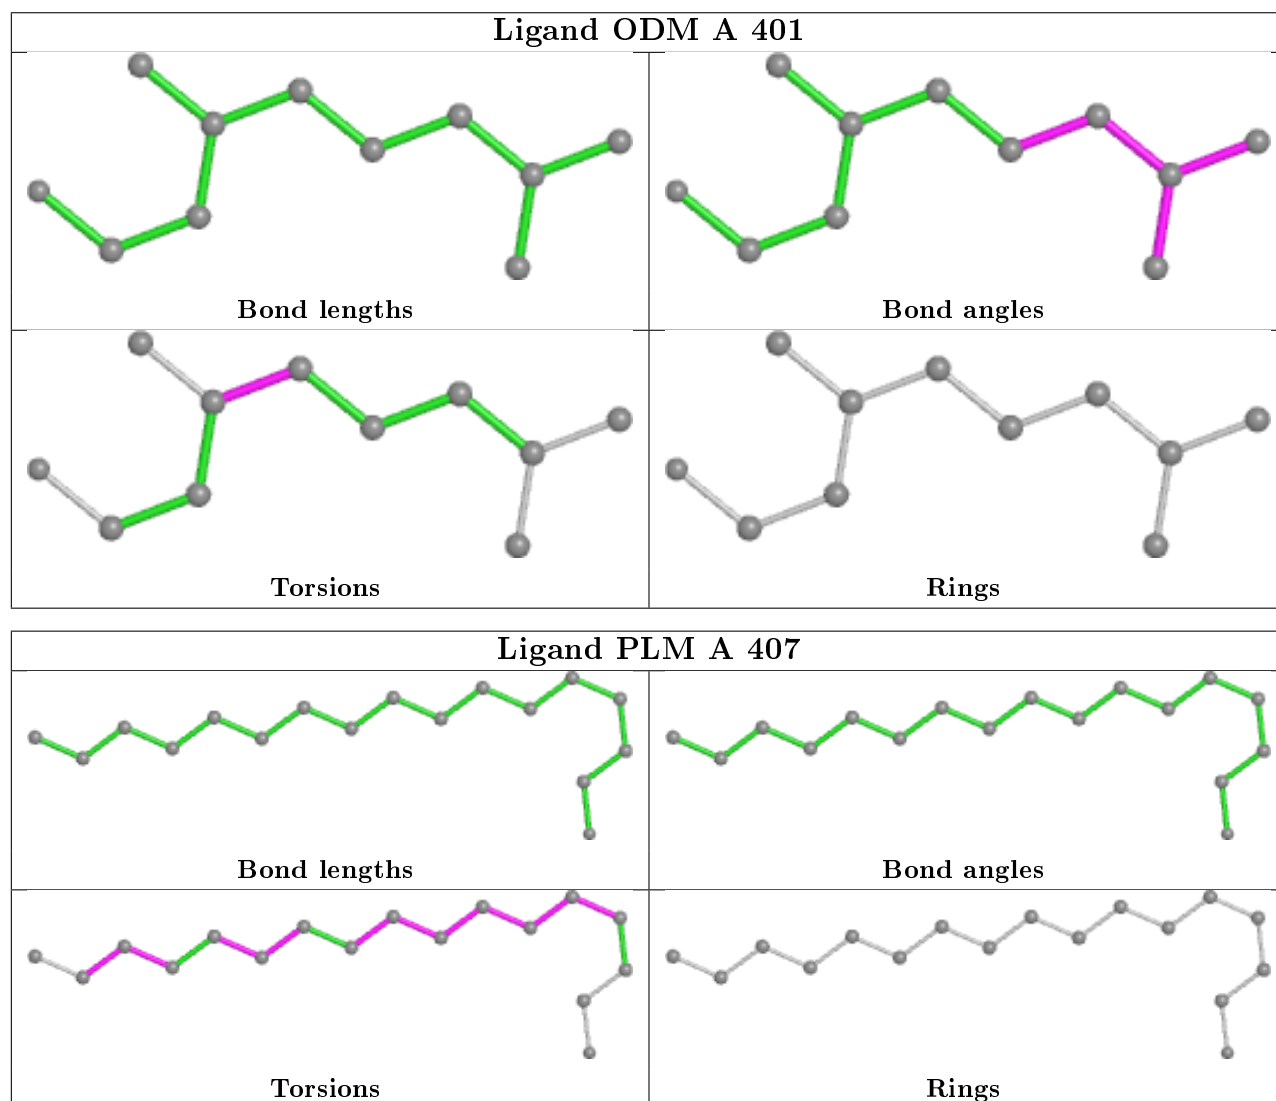 Ligand ODM A 401
Bond lengths
Bond angles
Torsions
Rings
Ligand PLM A 407
Bond lengths
Bond angles
Torsions
Rings